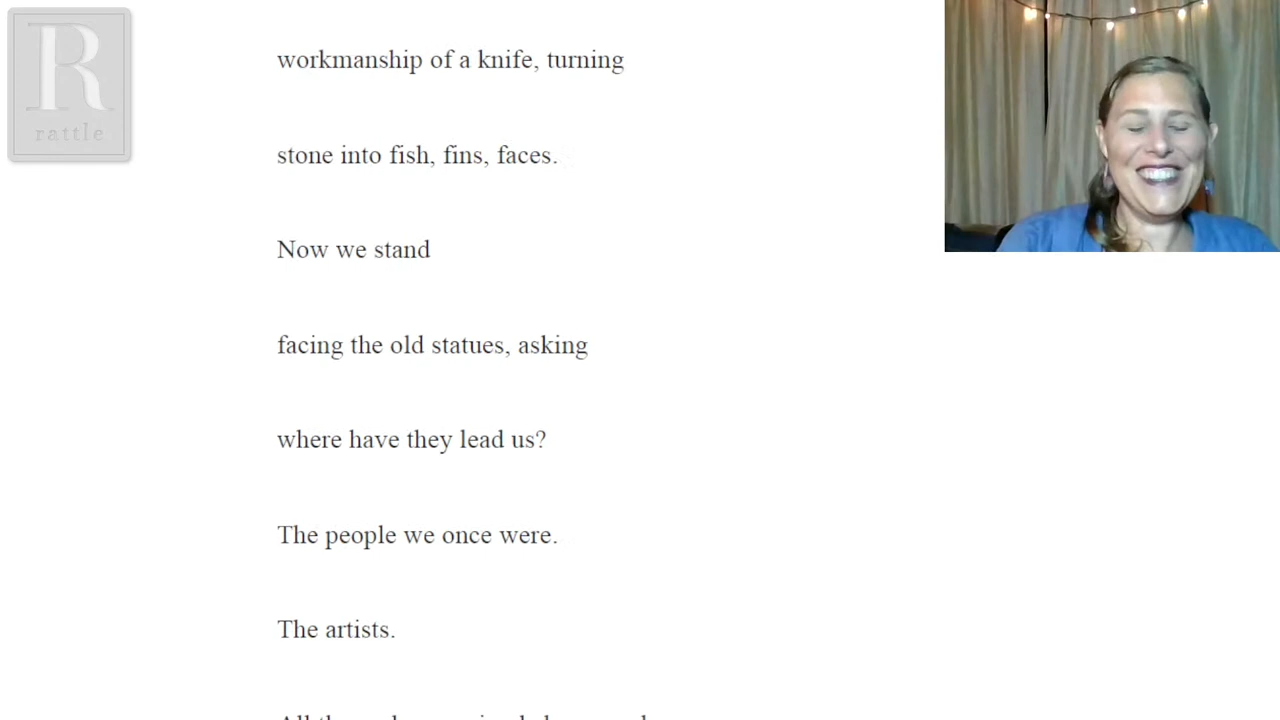 R
rattle
workmanship of a knife, turning
stone into fish, fins, faces.
Now we stand
facing the old statues, asking
where have they lead us?
The people we once were.
The artists.